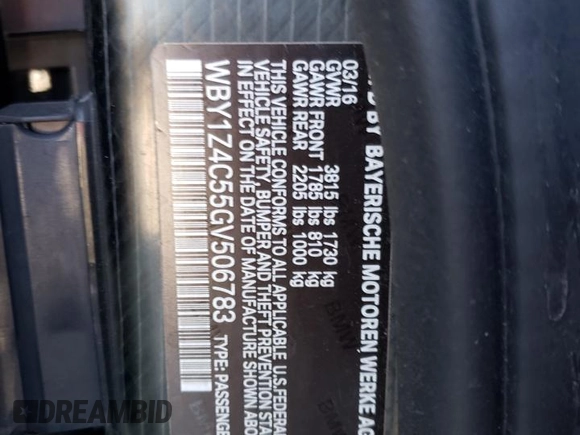 D BY BAYERISCHE MOTOREN WERKE AG
03/16
GVWR 3815 lbs 1730 kg
GAWR FRONT 1785 lbs 810 kg
GAWR REAR 2205 lbs 1000 kg
THIS VEHICLE CONFORMS TO ALL APPLICABLE U.S. FEDERAL
VEHICLE SAFETY, BUMPER AND THEFT PREVENTION STA
IN EFFECT ON THE DATE OF MANUFACTURE SHOWN ABO
WBY1Z4C55GV506783 TYPE: PASSENGE
BMW
DREAMBID